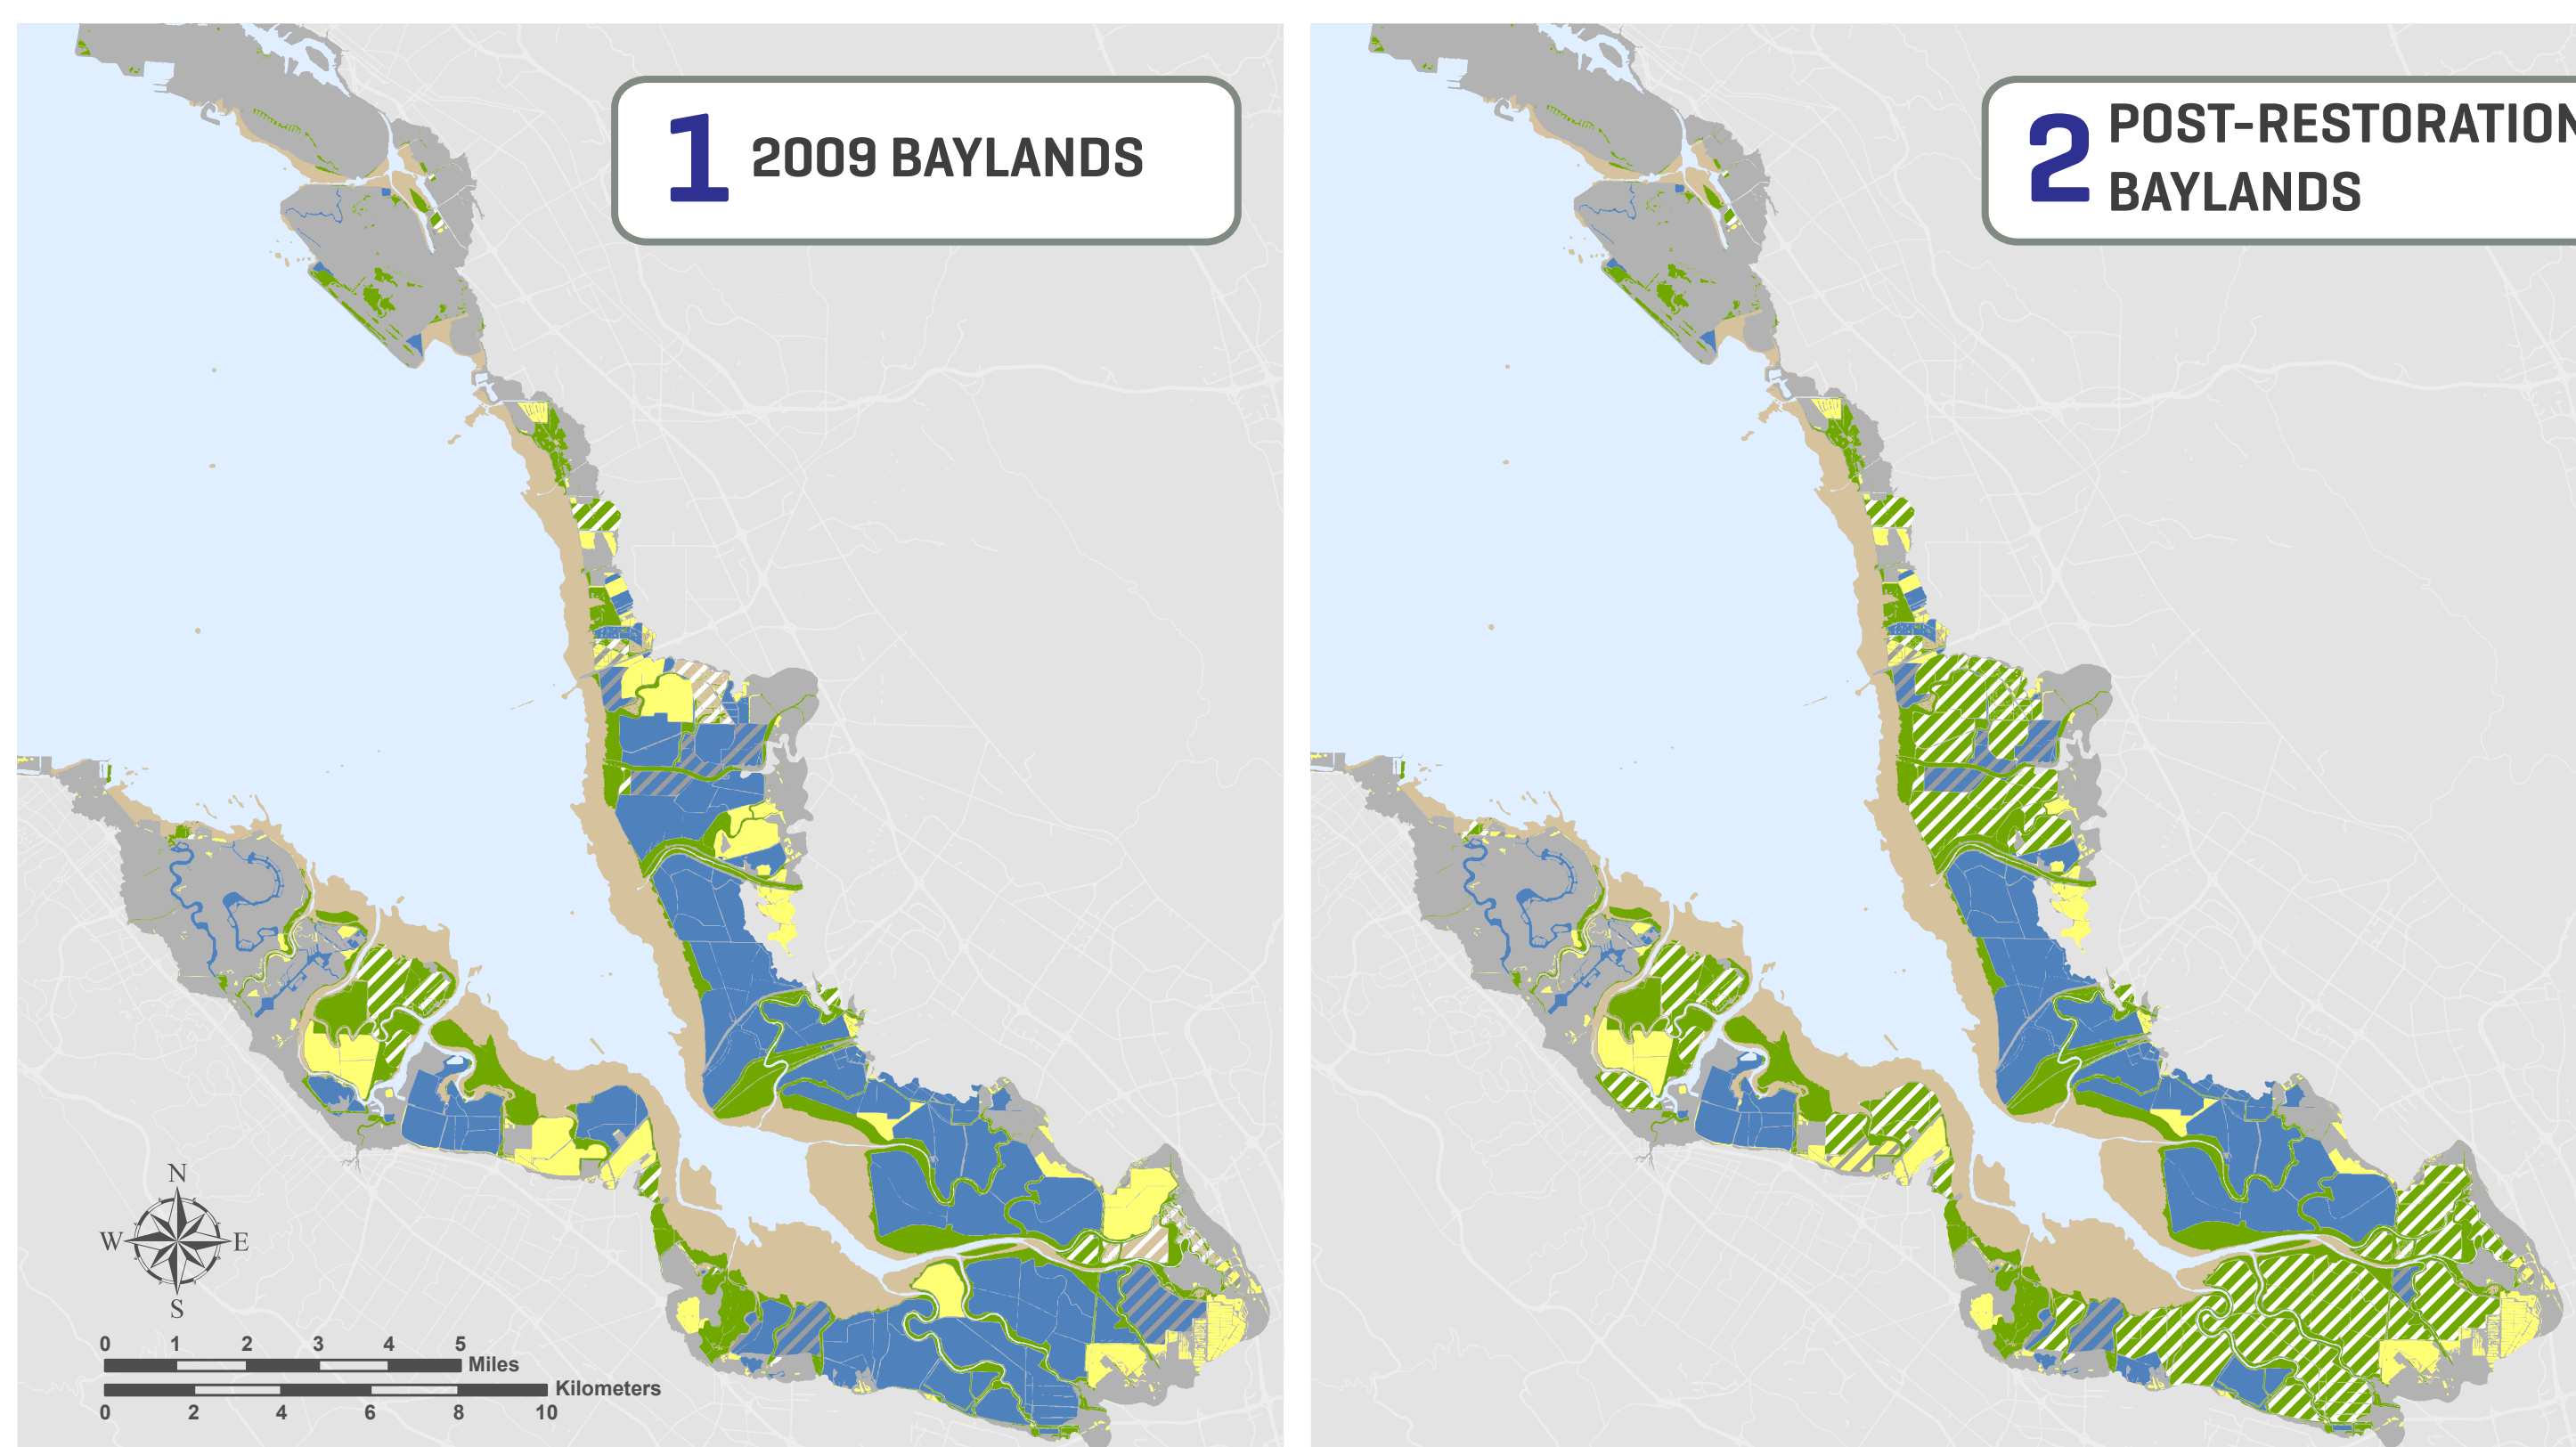 1 2009 BAYLANDS
2 POST-RESTORATION
BAYLANDS
N
W E
S
0 1 2 3 4 5
Miles
Kilometers
0 2 4 6 8 10